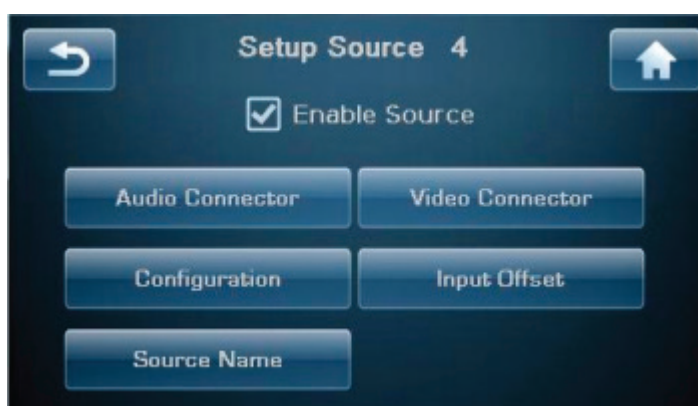 Setup Source 4
Enable Source
Audio Connector
Video Connector
Configuration
Input Offset
Source Name